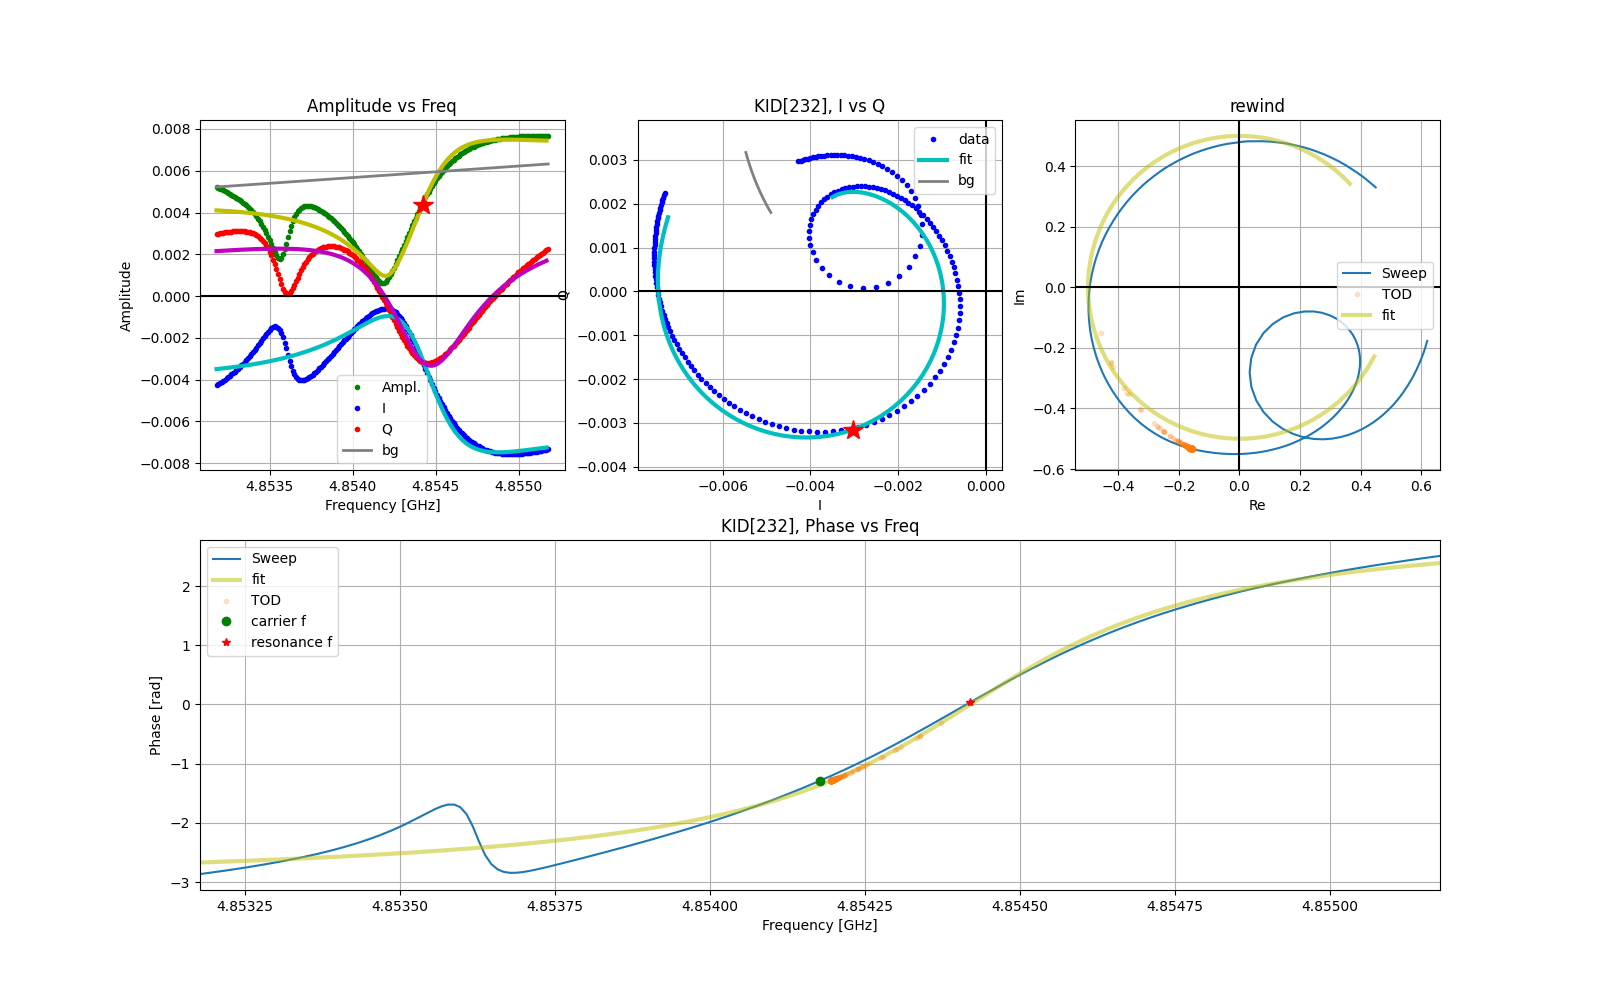 Amplitude vs Freq
0.008
0.006
0.004
0.002
0.000
−0.002
−0.004
−0.006
−0.008
Amplitude
4.8535
4.8540
4.8545
4.8550
Frequency [GHz]
Ampl.
I
Q
bg
KID[232], I vs Q
0.003
0.002
0.001
0.000
−0.001
−0.002
−0.003
−0.004
Q
−0.006
−0.004
−0.002
0.000
I
data
fit
bg
rewind
0.4
0.2
0.0
−0.2
−0.4
−0.6
Im
−0.4
−0.2
0.0
0.2
0.4
0.6
Re
Sweep
TOD
fit
KID[232], Phase vs Freq
2
1
0
−1
−2
−3
Phase [rad]
4.85325
4.85350
4.85375
4.85400
4.85425
4.85450
4.85475
4.85500
Frequency [GHz]
Sweep
fit
TOD
carrier f
resonance f